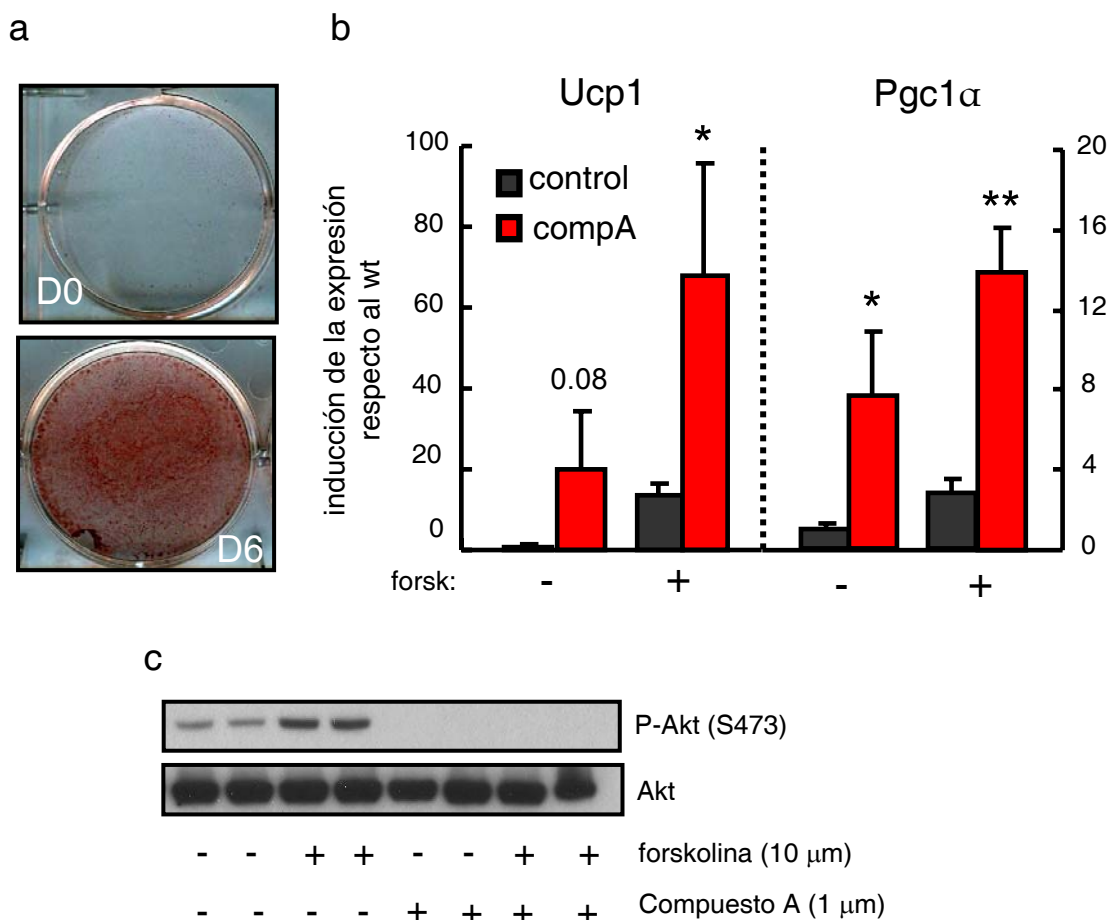 a
D0
D6
b
Ucp1
Pgc1α
inducción de la expresión
respecto al wt
100
80
60
40
20
0
control
compA
0.08
*
*
**
20
16
12
8
4
0
forsk: - + - +
c
P-Akt (S473)
Akt
- - + + - - + + forskolina (10 μm)
- - - - + + + + Compuesto A (1 μm)